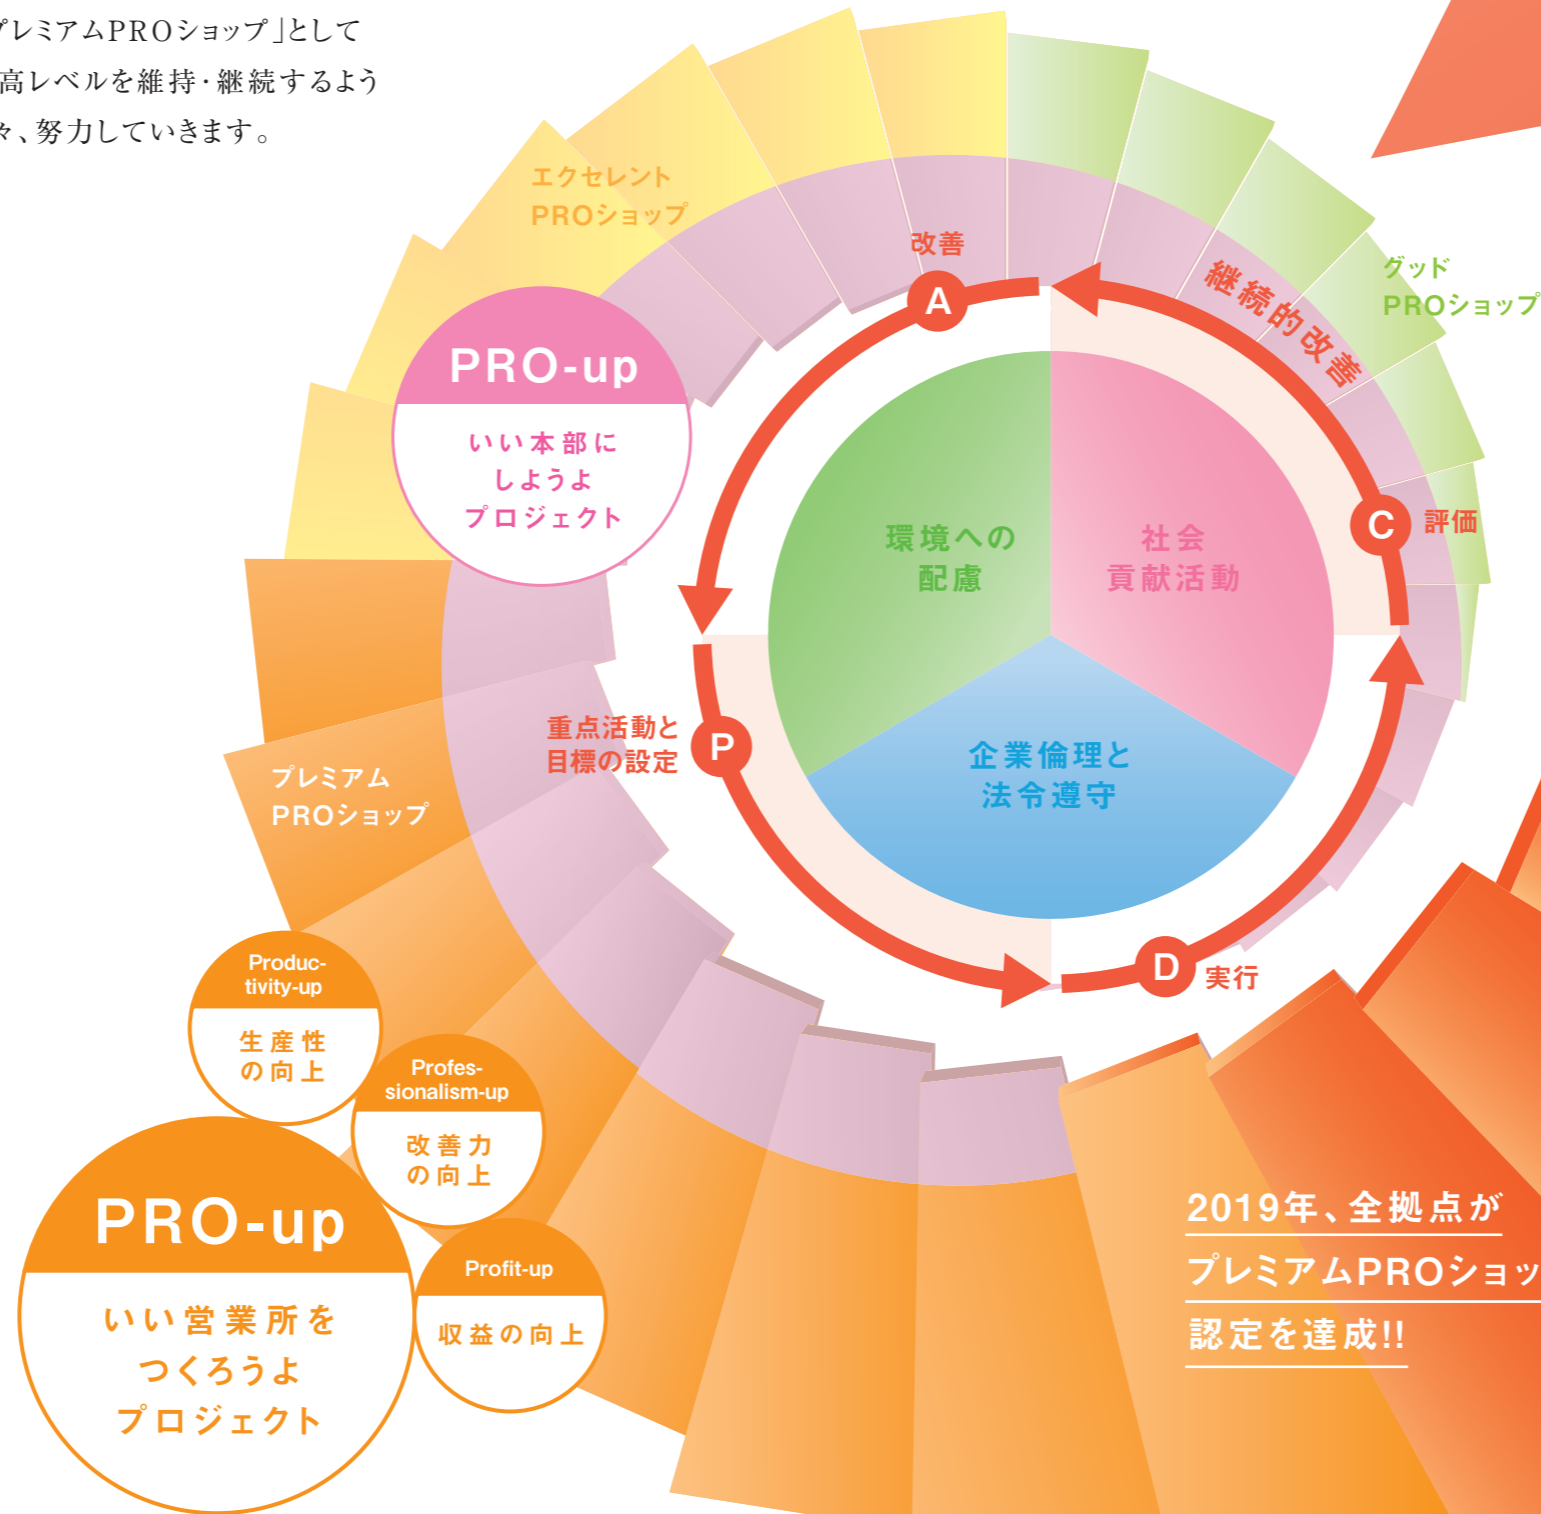 プレミアムPROショップ」として
高レベルを維持・継続するよう
々、努力していきます。
エクセレント
PROショップ
改善
A
継続的改善
グッド
PROショップ
PRO-up
いい本部に
しようよ
プロジェクト
環境への
配慮
社会
貢献活動
C
評価
重点活動と
目標の設定
P
企業倫理と
法令遵守
プレミアム
PROショップ
D
実行
Produc-
tivity-up
生産性
の向上
Profes-
sionalism-up
改善力
の向上
PRO-up
いい営業所を
つくろうよ
プロジェクト
Profit-up
収益の向上
2019年、全拠点が
プレミアムPROショッ
認定を達成!!